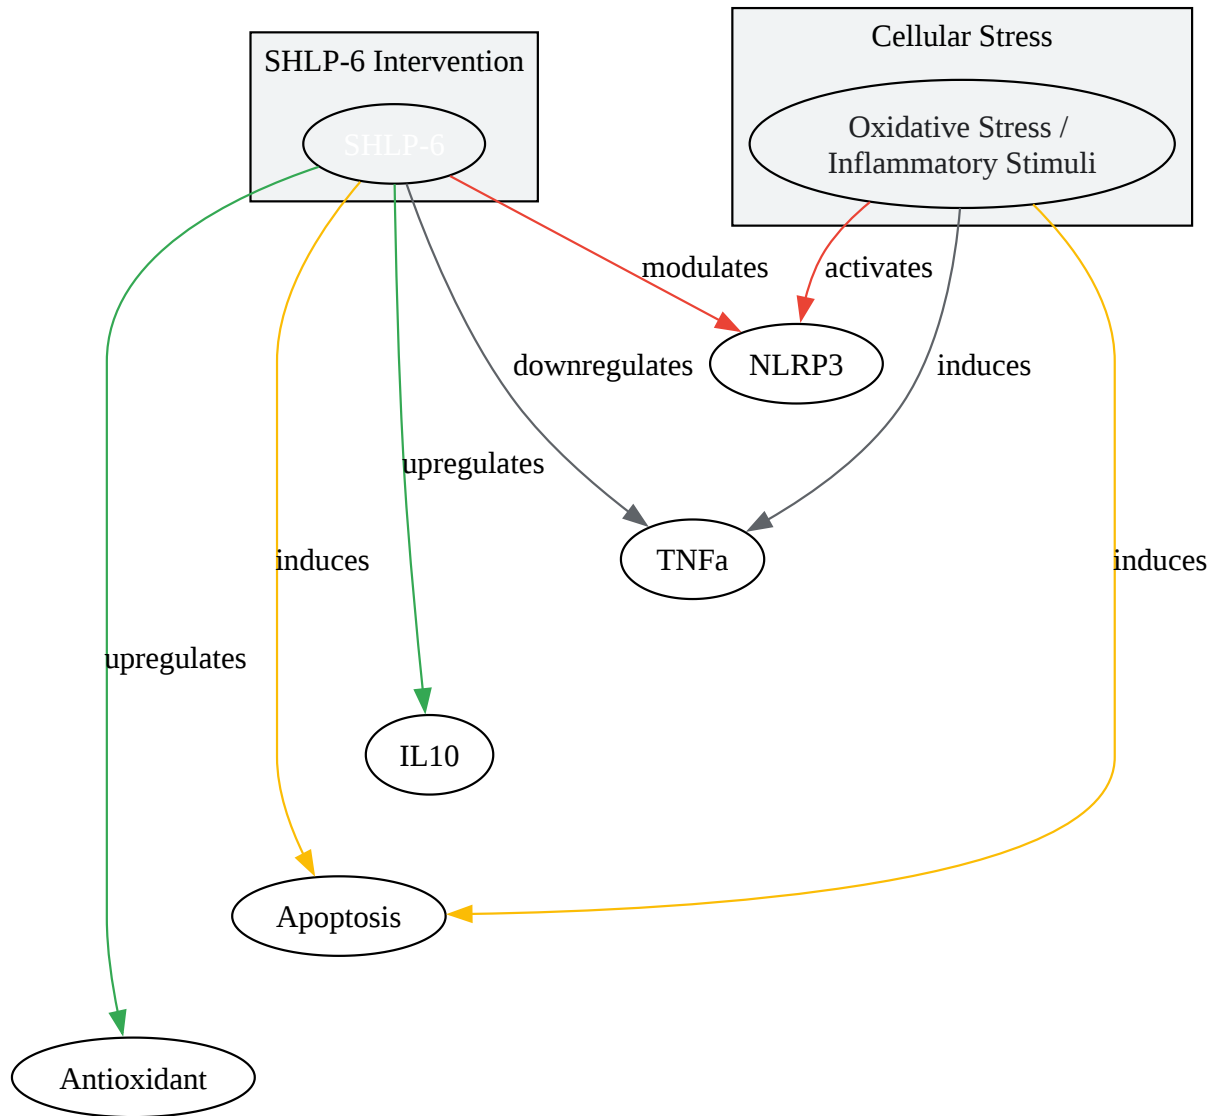 Cellular Stress
SHLP-6 Intervention
SHLP-6
Oxidative Stress /
Inflammatory Stimuli
modulates
activates
downregulates
NLRP3
induces
upregulates
induces
TNFa
induces
upregulates
IL10
Apoptosis
Antioxidant